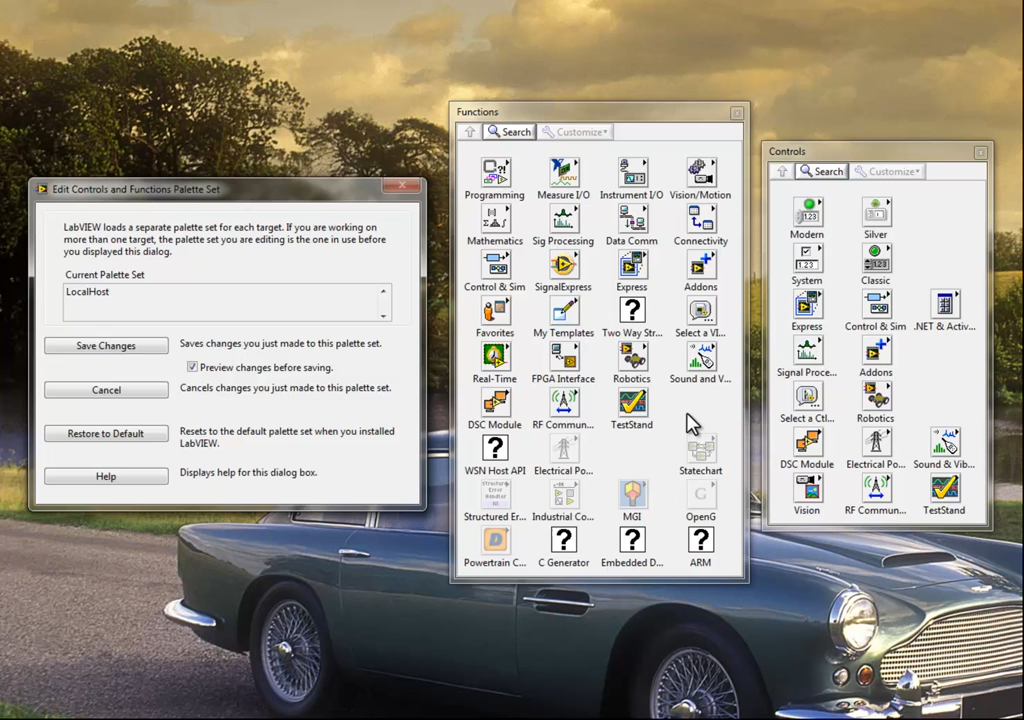 Edit Controls and Functions Palette Set
LabVIEW loads a separate palette set for each target. If you are working
on more than one target, the palette set you are editing is the one in use before
you displayed this dialog.
Current Palette Set
LocalHost
Save Changes
Saves changes you just made to this palette set.
Preview changes before saving.
Cancel
Cancels changes you just made to this palette set.
Restore to Default
Resets to the default palette set when you installed
LabVIEW.
Help
Displays help for this dialog box.
Functions
Search Customize
Programming Measure I/O Instrument I/O Vision/Motion
Mathematics Sig Processing Data Comm Connectivity
Control & Sim SignalExpress Express Addons
Favorites My Templates Two Way Str... Select a VI...
Real-Time FPGA Interface Robotics Sound and V...
DSC Module RF Commun... TestStand
WSN Host API Electrical Po... Statechart
Structured Er... Industrial Co... MGI OpenG
Powertrain C... C Generator Embedded D... ARM
Controls
Search Customize
Modern Silver
System Classic
Express Control & Sim .NET & Activ...
Signal Proce... Addons
Select a Ctl... Robotics
DSC Module Electrical Po... Sound & Vib...
Vision RF Commun... TestStand